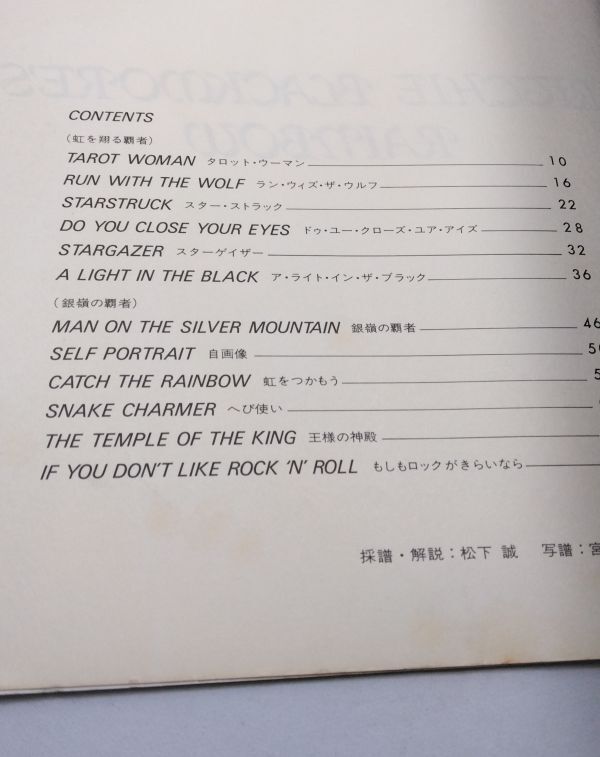 CONTENTS
(虹を翔る覇者)
TAROT WOMAN タロット・ウーマン 10
RUN WITH THE WOLF ラン・ウィズ・ザ・ウルフ 16
STARSTRUCK スター・ストラック 22
DO YOU CLOSE YOUR EYES ドゥ・ユー・クローズ・ユア・アイズ 28
STARGAZER スターゲイザー 32
A LIGHT IN THE BLACK ア・ライト・イン・ザ・ブラック 36
(銀嶺の覇者)
MAN ON THE SILVER MOUNTAIN 銀嶺の覇者 46
SELF PORTRAIT 自画像
CATCH THE RAINBOW 虹をつかもう
SNAKE CHARMER へび使い
THE TEMPLE OF THE KING 王様の神殿
IF YOU DON'T LIKE ROCK 'N' ROLL もしもロックがきらいなら
採譜・解説：松下 誠 写譜：宮